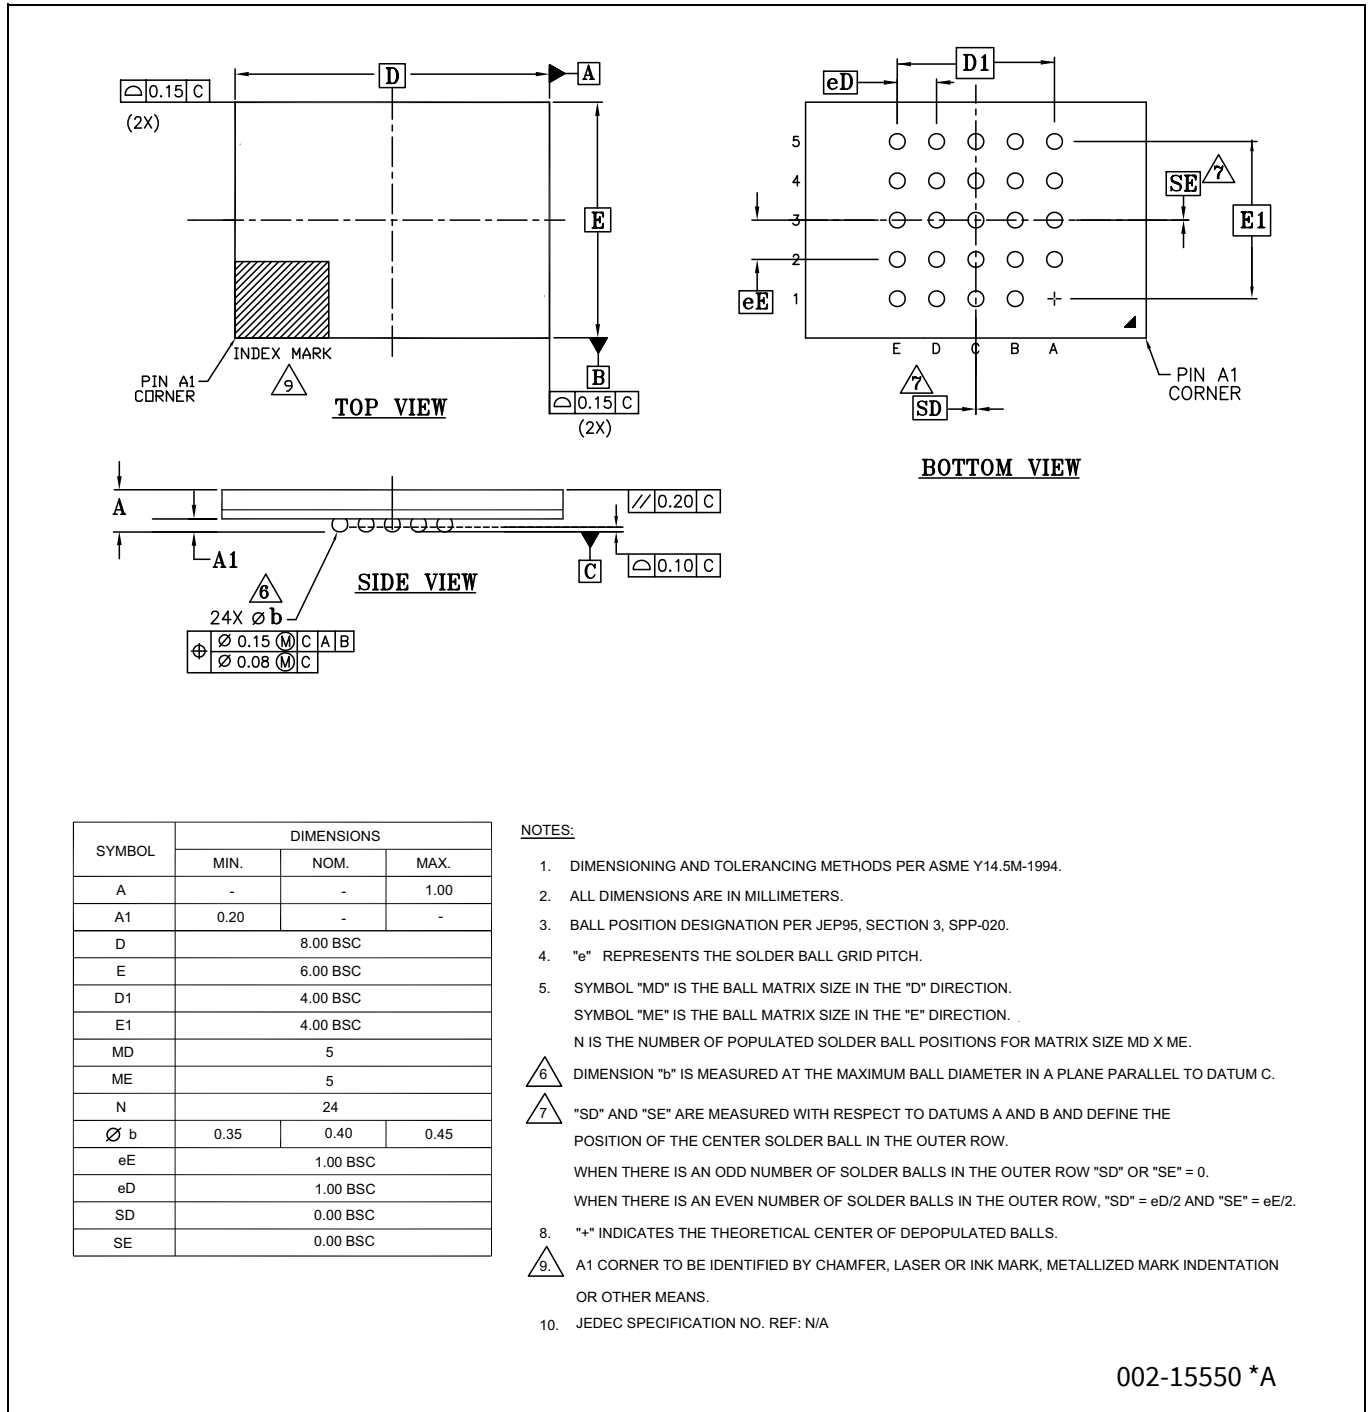 D
A
0.15 C
(2X)
E
INDEX MARK
9
PIN A1
CORNER
TOP VIEW
B
0.15 C
(2X)
D1
eD
5
4
3
2
1
SE
7
E1
eE
E D C B A
7
SD
PIN A1
CORNER
BOTTOM VIEW
A
A1
// 0.20 C
0.10 C
C
SIDE VIEW
6
24X Ø b
Ø 0.15 Ⓜ C A B
Ø 0.08 Ⓜ C
SYMBOL DIMENSIONS
MIN. NOM. MAX.
A - - 1.00
A1 0.20 - -
D 8.00 BSC
E 6.00 BSC
D1 4.00 BSC
E1 4.00 BSC
MD 5
ME 5
N 24
Ø b 0.35 0.40 0.45
eE 1.00 BSC
eD 1.00 BSC
SD 0.00 BSC
SE 0.00 BSC
NOTES:
1. DIMENSIONING AND TOLERANCING METHODS PER ASME Y14.5M-1994.
2. ALL DIMENSIONS ARE IN MILLIMETERS.
3. BALL POSITION DESIGNATION PER JEP95, SECTION 3, SPP-020.
4. "e" REPRESENTS THE SOLDER BALL GRID PITCH.
5. SYMBOL "MD" IS THE BALL MATRIX SIZE IN THE "D" DIRECTION.
SYMBOL "ME" IS THE BALL MATRIX SIZE IN THE "E" DIRECTION.
N IS THE NUMBER OF POPULATED SOLDER BALL POSITIONS FOR MATRIX SIZE MD X ME.
6 DIMENSION "b" IS MEASURED AT THE MAXIMUM BALL DIAMETER IN A PLANE PARALLEL TO DATUM C.
7 "SD" AND "SE" ARE MEASURED WITH RESPECT TO DATUMS A AND B AND DEFINE THE
POSITION OF THE CENTER SOLDER BALL IN THE OUTER ROW.
WHEN THERE IS AN ODD NUMBER OF SOLDER BALLS IN THE OUTER ROW "SD" OR "SE" = 0.
WHEN THERE IS AN EVEN NUMBER OF SOLDER BALLS IN THE OUTER ROW, "SD" = eD/2 AND "SE" = eE/2.
8. "+" INDICATES THE THEORETICAL CENTER OF DEPOPULATED BALLS.
9. A1 CORNER TO BE IDENTIFIED BY CHAMFER, LASER OR INK MARK, METALLIZED MARK INDENTATION
OR OTHER MEANS.
10. JEDEC SPECIFICATION NO. REF: N/A
002-15550 *A